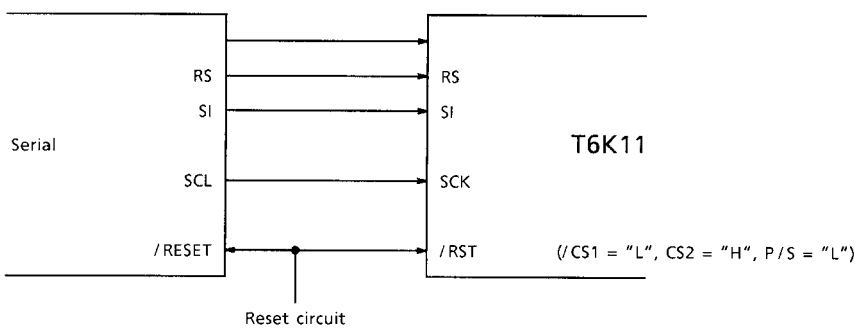 RS RS
SI SI
Serial T6K11
SCL SCK
/RESET /RST (/CS1 = "L", CS2 = "H", P/S = "L")
Reset circuit